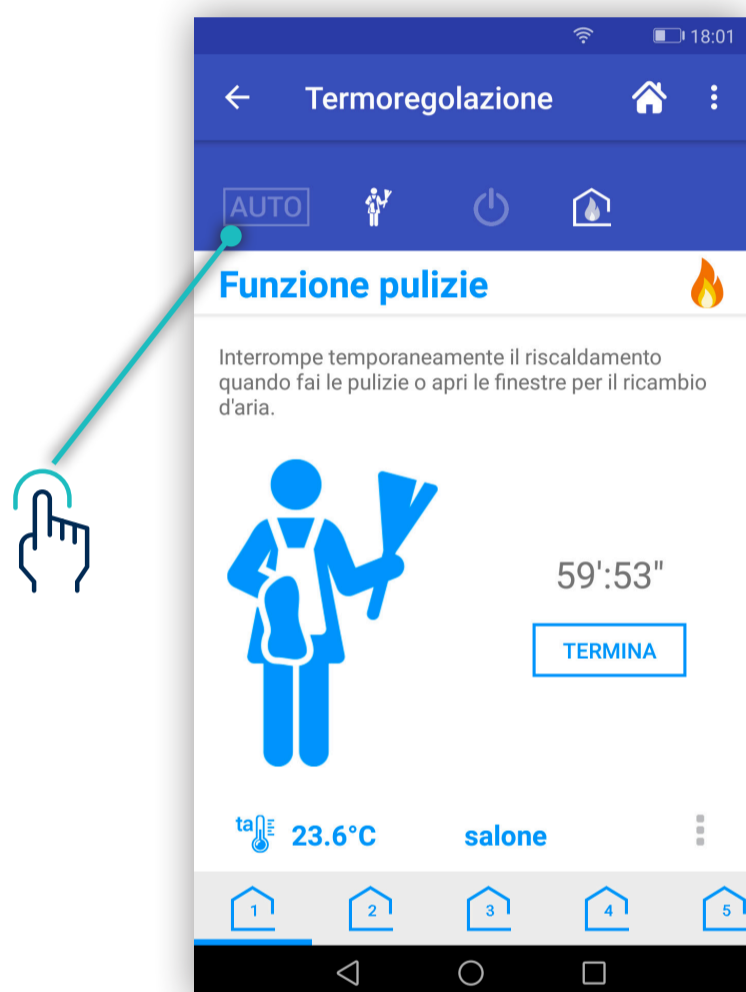 18:01
Termoregolazione
AUTO
Funzione pulizie
Interrompe temporaneamente il riscaldamento
quando fai le pulizie o apri le finestre per il ricambio
d'aria.
59':53"
TERMINA
ta 23.6°C salone
1 2 3 4 5